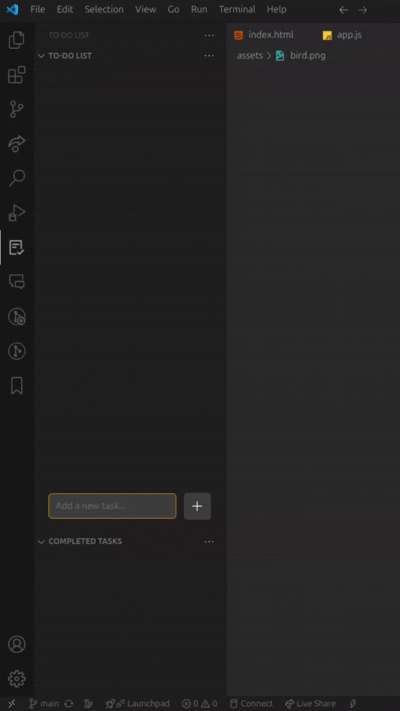 File Edit Selection View Go Run Terminal Help
TO-DO LIST
index.html app.js
TO-DO LIST
assets > bird.png
Add a new task...
+
COMPLETED TASKS
main Launchpad 0 0 Connect Live Share